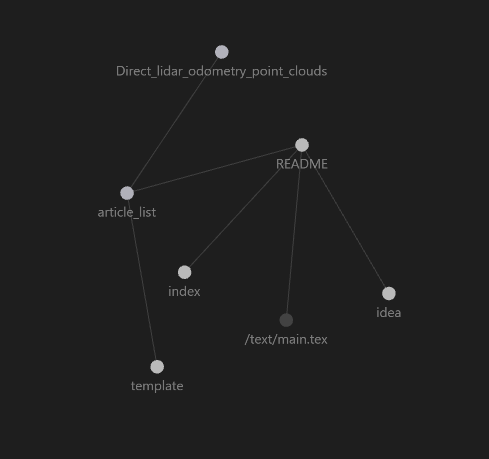 Direct_lidar_odometry_point_clouds
README
article_list
index
idea
/text/main.tex
template